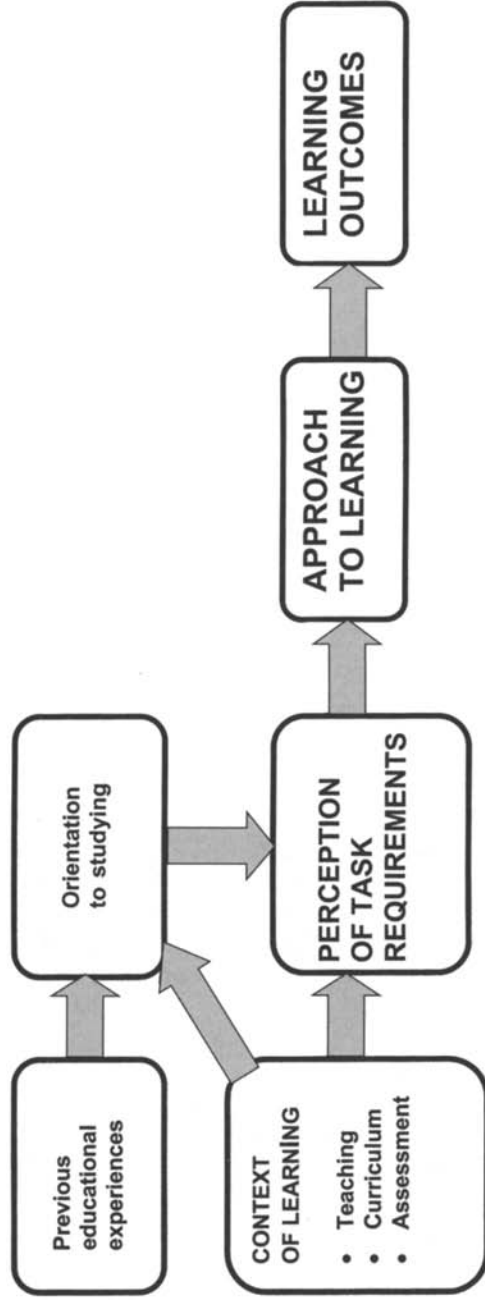 Previous
educational
experiences
Orientation
to studying
CONTEXT
OF LEARNING
• Teaching
• Curriculum
• Assessment
PERCEPTION
OF TASK
REQUIREMENTS
APPROACH
TO LEARNING
LEARNING
OUTCOMES